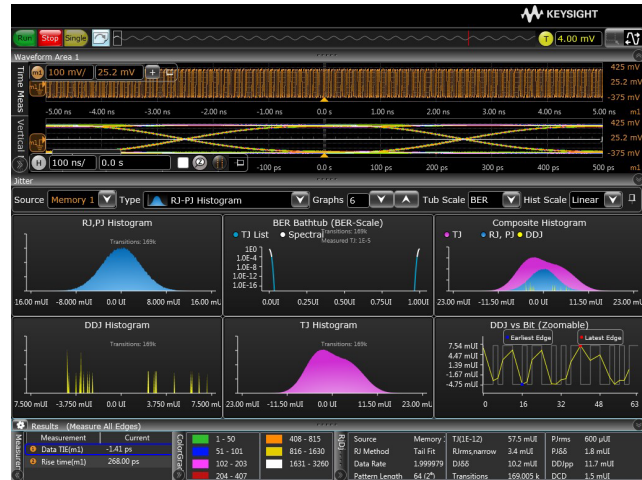 KEYSIGHT
Run Stop Single T 4.00 mV
Waveform Area 1
Time Meas
m1 100 mV/ 25.2 mV +
425 mV
25.2 mV
-375 mV
-5.00 ns -4.00 ns -3.00 ns -2.00 ns -1.00 ns 0.0 s 1.00 ns 2.00 ns 3.00 ns 4.00 ns 5.00 ns m1
Vertical
425 mV
25.2 mV
-375 mV
H 100 ns/ 0.0 s
-100 ps 0.0 s 100 ps 200 ps 300 ps 400 ps 500 ps m1
Jitter
Source Memory 1 Type RJ-PJ Histogram Graphs 6 Tub Scale BER Hist Scale Linear
RJ,PJ Histogram
Transitions: 169k
16.00 mUI -8.000 mUI 0.0 UI 8.000 mUI 16.00 mU
BER Bathtub (BER-Scale)
TJ List Spectral
Transitions: 169k
Measured TJ: 1E-5
1E0
1.0E-4
1.0E-8
1.0E-12
1.0E-16
0.0UI 0.25UI 0.50UI 0.75UI 1.0UI
Composite Histogram
TJ RJ, PJ DDJ
23.00 mUI -11.50 mUI 0.0 UI 11.50 mUI 23.00 mU
DDJ Histogram
Transitions: 169k
7.500 mUI -3.750 mUI 0.0 UI 3.750 mUI 7.500 m
TJ Histogram
Transitions: 169k
23.00 mUI -11.50 mUI 0.0 UI 11.50 mUI 23.00 mU
DDJ vs Bit (Zoomable)
Earliest Edge Latest Edge
7.54 mUI
4.47 mUI
1.39 mUI
-1.67 mUI
-4.75 mUI
0 16 32 48
Results (Measure All Edges)
Measurement Current
Data TIE(m1) -1.41 ps
Rise time(m1) 268.00 ps
ColorGra
1 - 50 408 - 815
51 - 101 816 - 1630
102 - 203 1631 - 3260
204 - 407
RJDJ
Source Memory TJ(1E-12) 57.5 mUI PJrms 600 µUI
RJ Method Tail Fit RJrms,narrow 3.4 mUI PJδδ 1.8 mUI
Data Rate 1.999979 DJδδ 10.2 mUI DDJpp 11.7 mUI
Pattern Length 64 Transitions 169.005 k DCD 1.5 mUI